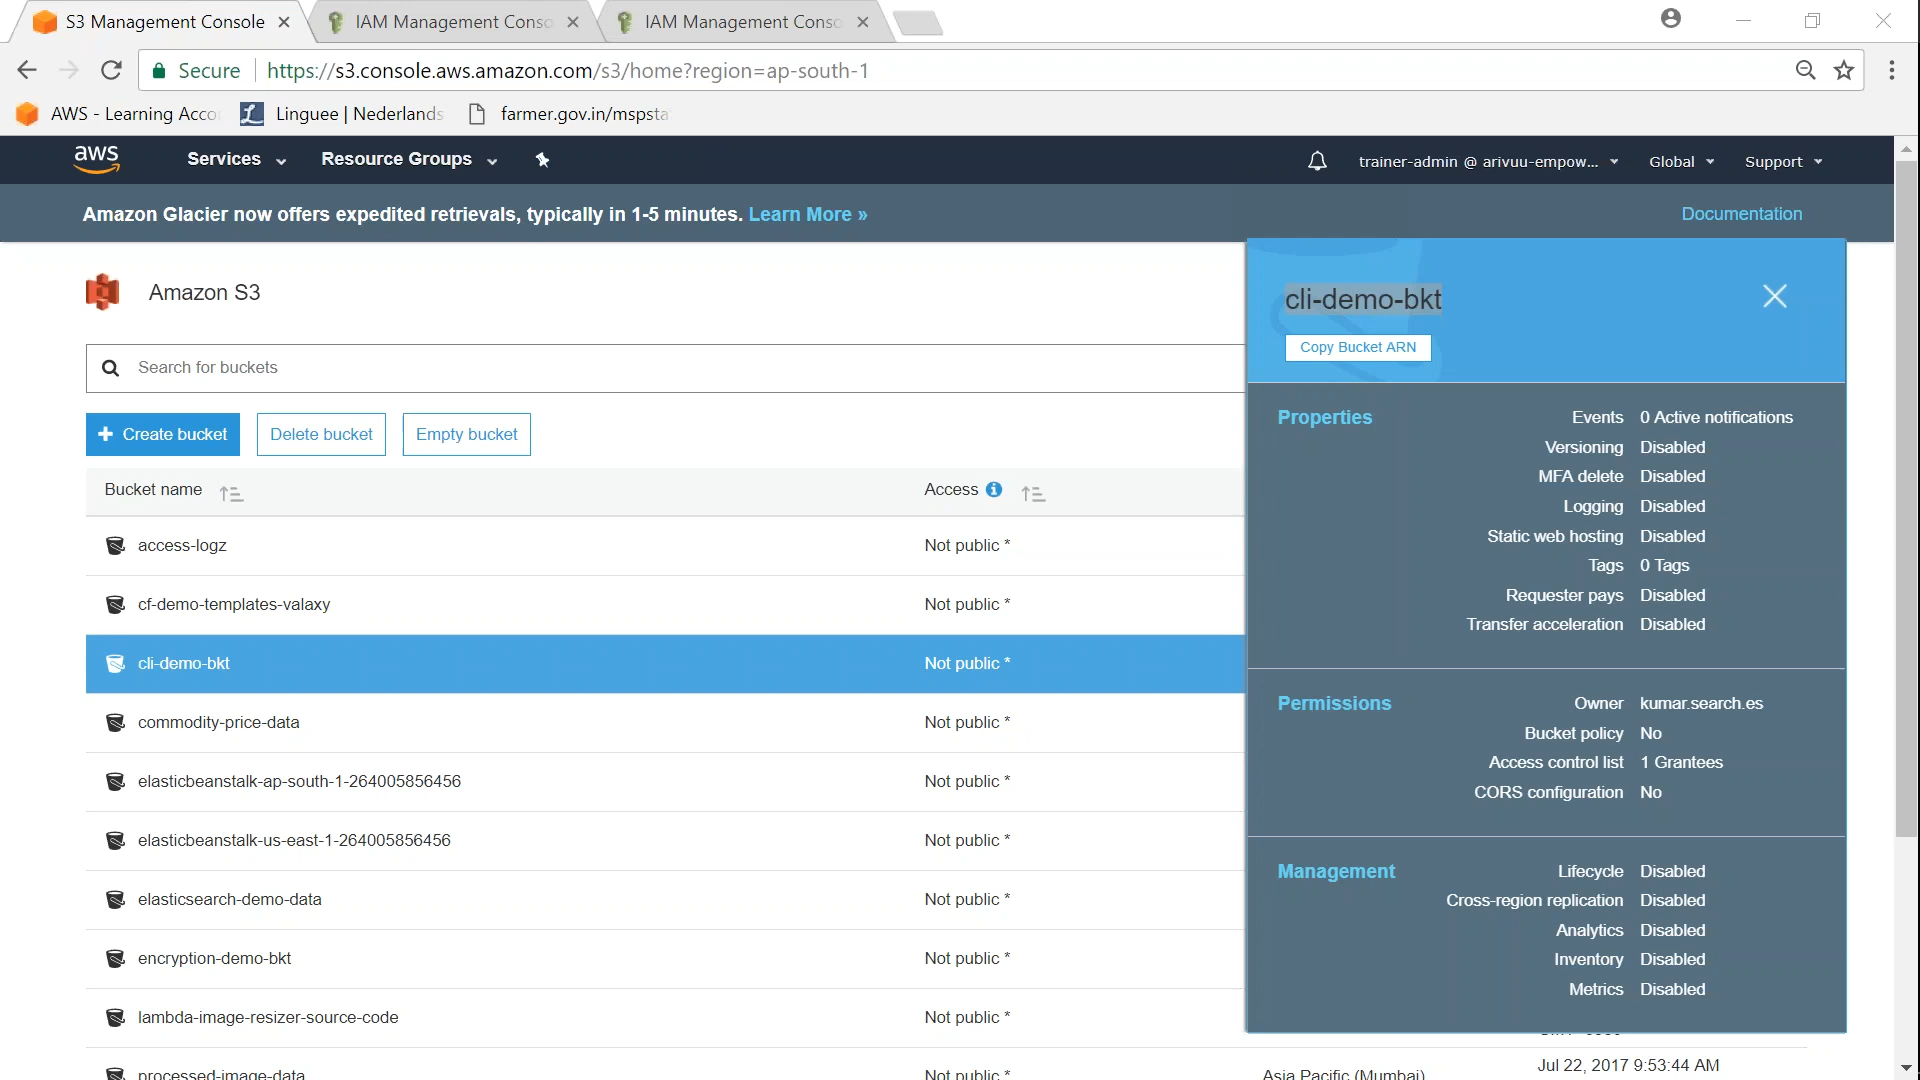 S3 Management Console
IAM Management Conso
IAM Management Conso
Secure
https://s3.console.aws.amazon.com/s3/home?region=ap-south-1
AWS - Learning Acco
L
Linguee | Nederlands
farmer.gov.in/mspsta
aws
Services
Resource Groups
trainer-admin @ arivuu-empow...
Global
Support
Amazon Glacier now offers expedited retrievals, typically in 1-5 minutes. Learn More »
Documentation
Amazon S3
Search for buckets
+ Create bucket
Delete bucket
Empty bucket
Bucket name
Access
access-logz Not public *
cf-demo-templates-valaxy Not public *
cli-demo-bkt Not public *
commodity-price-data Not public *
elasticbeanstalk-ap-south-1-264005856456 Not public *
elasticbeanstalk-us-east-1-264005856456 Not public *
elasticsearch-demo-data Not public *
encryption-demo-bkt Not public *
lambda-image-resizer-source-code Not public *
processed-image-data Not public * Asia Pacific (Mumbai) Jul 22, 2017 9:53:44 AM
cli-demo-bkt
Copy Bucket ARN
Properties
Events 0 Active notifications
Versioning Disabled
MFA delete Disabled
Logging Disabled
Static web hosting Disabled
Tags 0 Tags
Requester pays Disabled
Transfer acceleration Disabled
Permissions
Owner kumar.search.es
Bucket policy No
Access control list 1 Grantees
CORS configuration No
Management
Lifecycle Disabled
Cross-region replication Disabled
Analytics Disabled
Inventory Disabled
Metrics Disabled